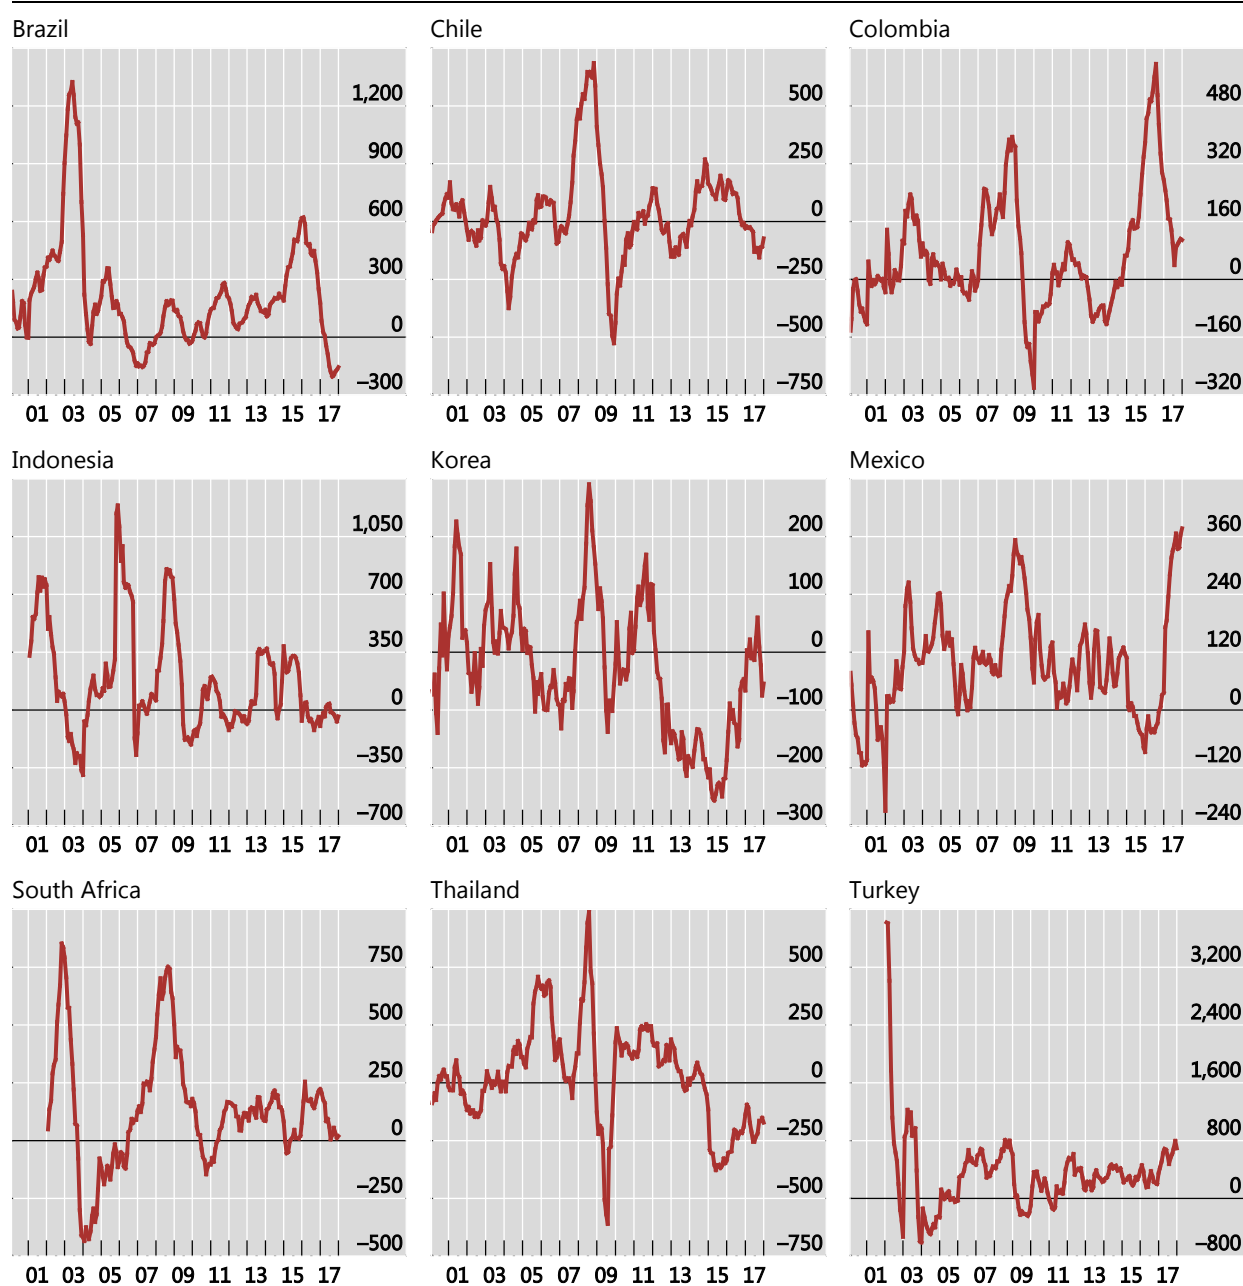 Brazil Chile Colombia
1,200 500 480
900 250 320
600 0 160
300 −250 0
0 −500 −160
−300 −750 −320
01 03 05 07 09 11 13 15 17 01 03 05 07 09 11 13 15 17 01 03 05 07 09 11 13 15 17
Indonesia Korea Mexico
1,050 200 360
700 100 240
350 0 120
0 −100 0
−350 −200 −120
−700 −300 −240
01 03 05 07 09 11 13 15 17 01 03 05 07 09 11 13 15 17 01 03 05 07 09 11 13 15 17
South Africa Thailand Turkey
750 500 3,200
500 250 2,400
250 0 1,600
0 −250 800
−250 −500 0
−500 −750 −800
01 03 05 07 09 11 13 15 17 01 03 05 07 09 11 13 15 17 01 03 05 07 09 11 13 15 17